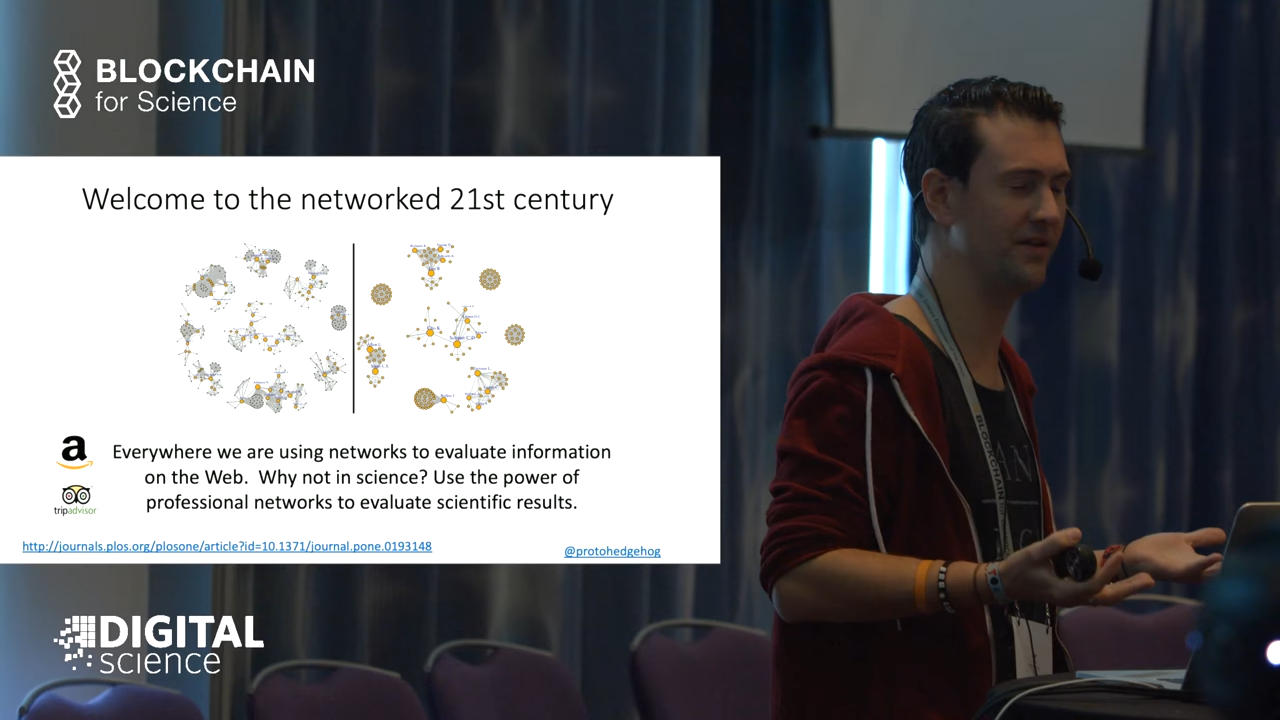 BLOCKCHAIN
for Science
Welcome to the networked 21st century
a
Everywhere we are using networks to evaluate information
on the Web.  Why not in science? Use the power of
professional networks to evaluate scientific results.
tripadvisor
http://journals.plos.org/plosone/article?id=10.1371/journal.pone.0193148
@protohedgehog
DIGITAL
science
BLOCKCHAIN